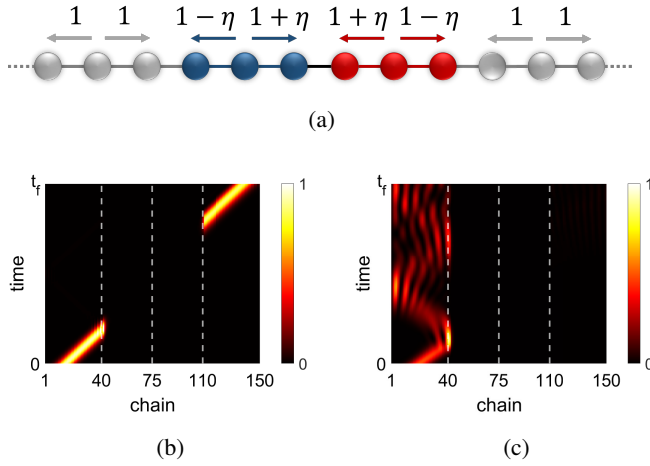 1 1 1 − η 1 + η 1 + η 1 − η 1 1
(a)
t_f 1 t_f 1
time time
0 0 0 0
1 40 75 110 150 1 40 75 110 150
chain chain
(b) (c)